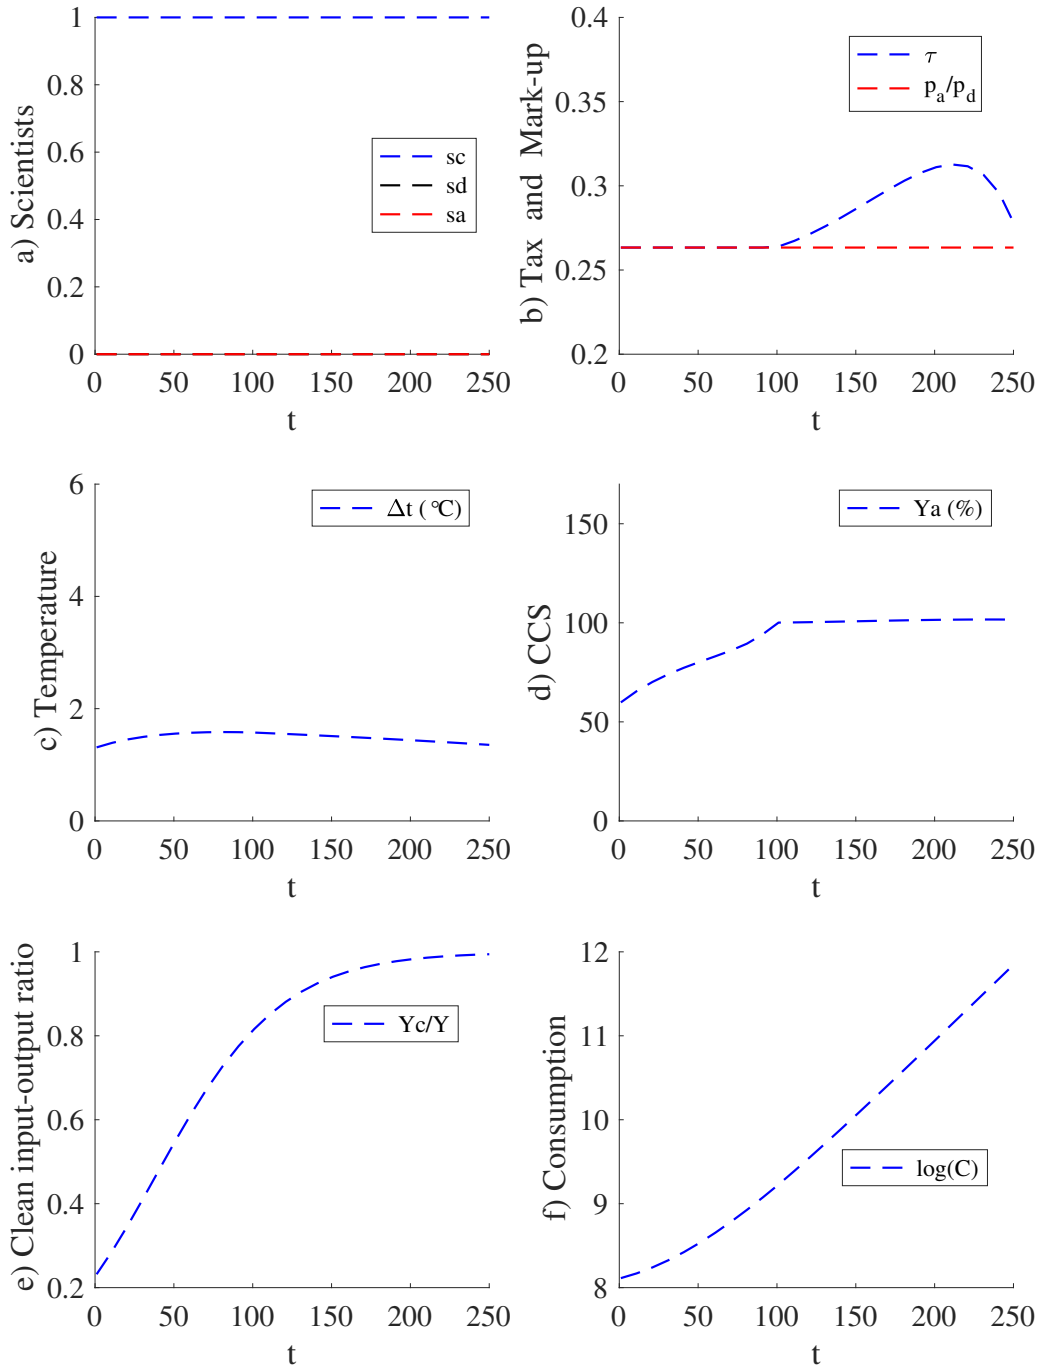 a) Scientists
1
0.8
0.6
0.4
0.2
0
sc
sd
sa
0 50 100 150 200 250
t
b) Tax and Mark-up
0.4
0.35
0.3
0.25
0.2
τ
p_a/p_d
0 50 100 150 200 250
t
c) Temperature
6
4
2
0
Δt (°C)
0 50 100 150 200 250
t
d) CCS
150
100
50
0
Ya (%)
0 50 100 150 200 250
t
e) Clean input-output ratio
1
0.8
0.6
0.4
0.2
Yc/Y
0 50 100 150 200 250
t
f) Consumption
12
11
10
9
8
log(C)
0 50 100 150 200 250
t